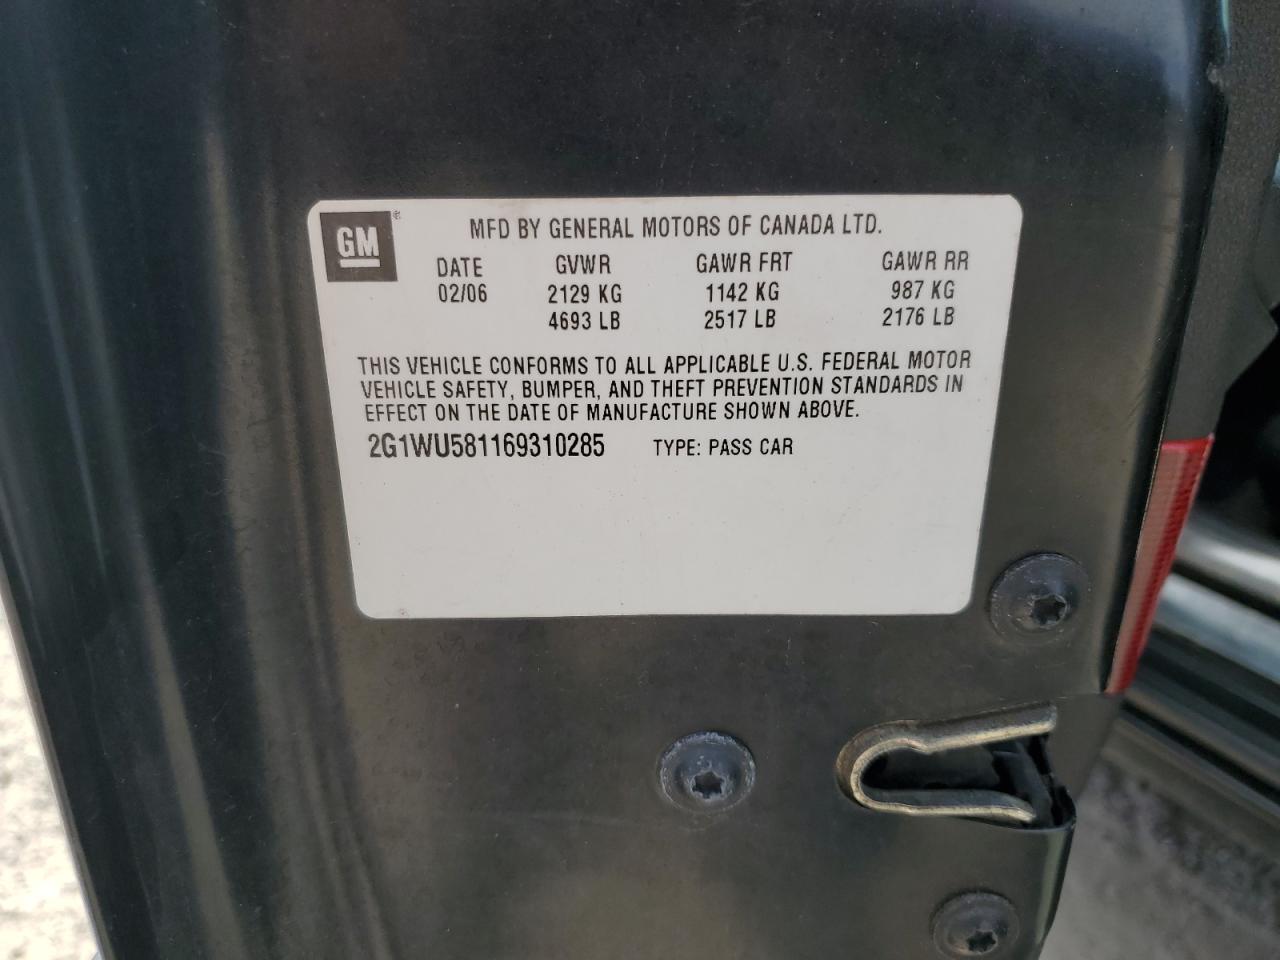 GM®
MFD BY GENERAL MOTORS OF CANADA LTD.
DATE GVWR GAWR FRT GAWR RR
02/06 2129 KG 1142 KG 987 KG
4693 LB 2517 LB 2176 LB
THIS VEHICLE CONFORMS TO ALL APPLICABLE U.S. FEDERAL MOTOR
VEHICLE SAFETY, BUMPER, AND THEFT PREVENTION STANDARDS IN
EFFECT ON THE DATE OF MANUFACTURE SHOWN ABOVE.
2G1WU581169310285 TYPE: PASS CAR